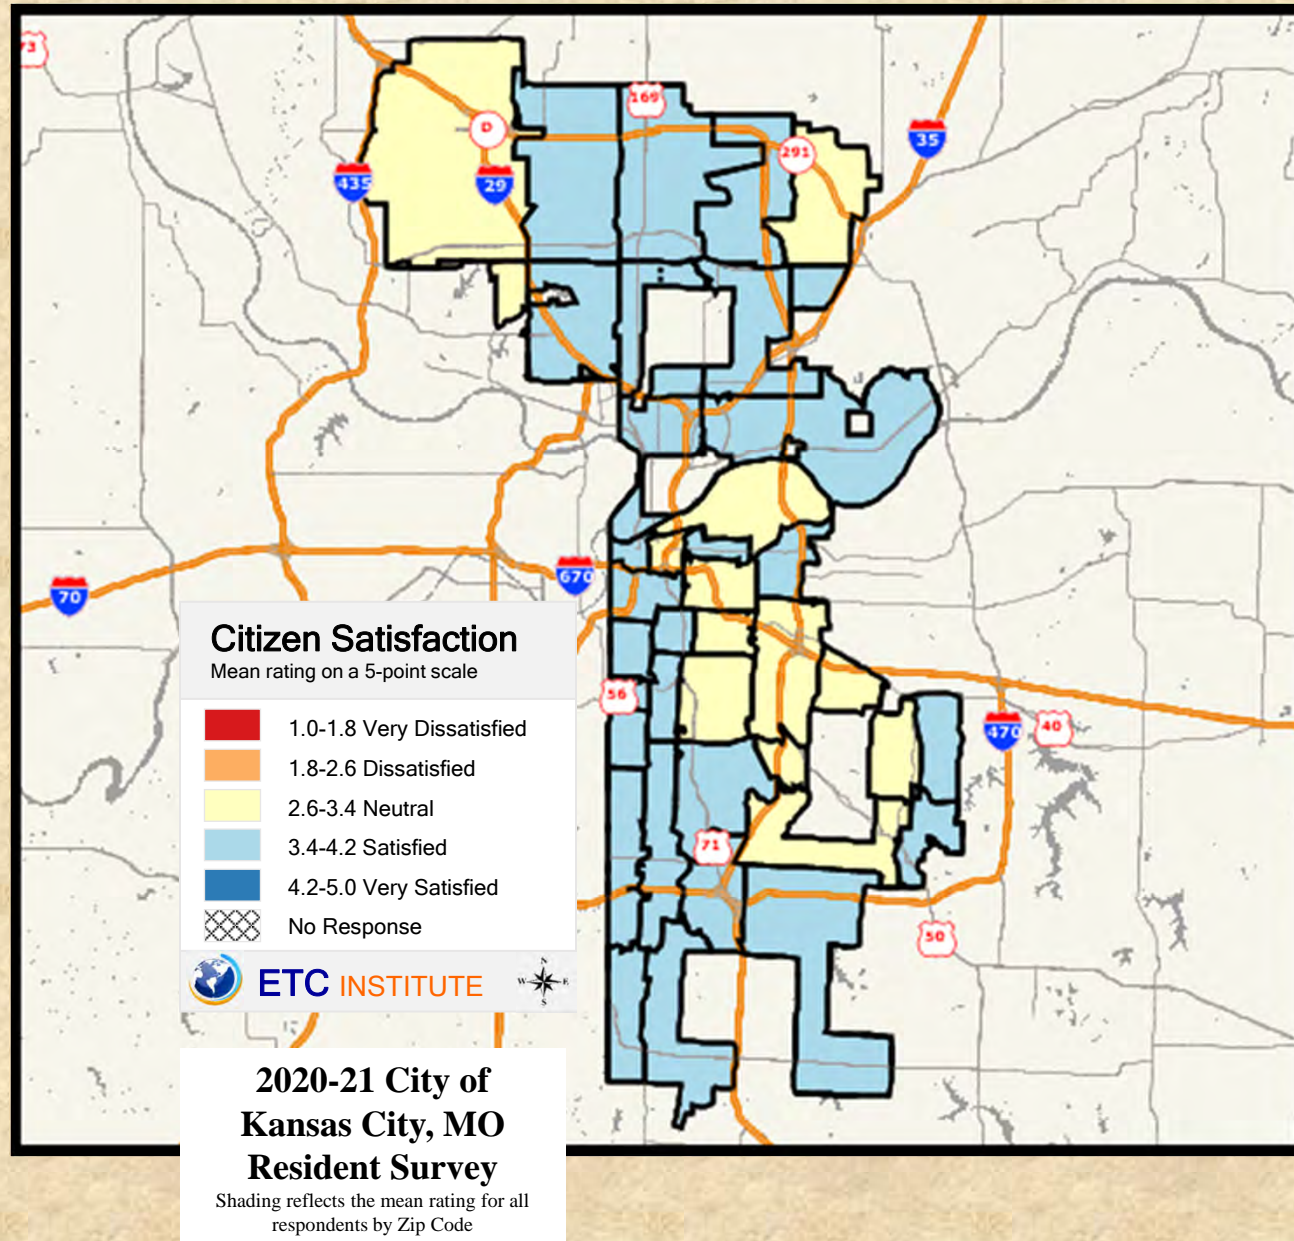 73
169
D
291
35
435
29
70
670
56
40
470
71
50
Citizen Satisfaction
Mean rating on a 5-point scale
1.0-1.8 Very Dissatisfied
1.8-2.6 Dissatisfied
2.6-3.4 Neutral
3.4-4.2 Satisfied
4.2-5.0 Very Satisfied
No Response
ETC INSTITUTE
N
W E
S
2020-21 City of
Kansas City, MO
Resident Survey
Shading reflects the mean rating for all
respondents by Zip Code